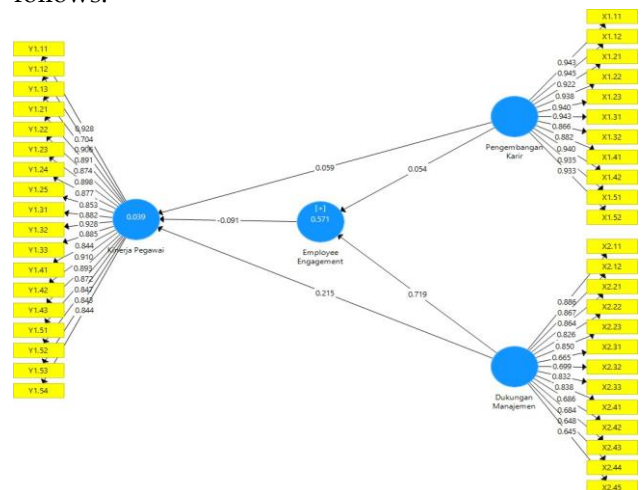 follows:
Y1.11
Y1.12
Y1.13
Y1.21
Y1.22
Y1.23
Y1.24
Y1.25
Y1.31
Y1.32
Y1.33
Y1.41
Y1.42
Y1.43
Y1.51
Y1.52
Y1.53
Y1.54
0.928
0.704
0.906
0.891
0.874
0.898
0.877
0.853
0.882
0.928
0.885
0.844
0.910
0.893
0.872
0.847
0.843
0.844
0.039
Kinerja Pegawai
0.059
-0.091
0.215
[+]
0.571
Employee
Engagement
0.054
0.719
Pengembangan
Karir
0.943
0.945
0.922
0.938
0.940
0.943
0.866
0.882
0.940
0.935
0.933
X1.11
X1.12
X1.21
X1.22
X1.23
X1.31
X1.32
X1.41
X1.42
X1.51
X1.52
Dukungan
Manajemen
0.886
0.867
0.864
0.826
0.850
0.665
0.699
0.832
0.838
0.686
0.684
0.648
0.645
X2.11
X2.12
X2.21
X2.22
X2.23
X2.31
X2.32
X2.33
X2.41
X2.42
X2.43
X2.44
X2.45